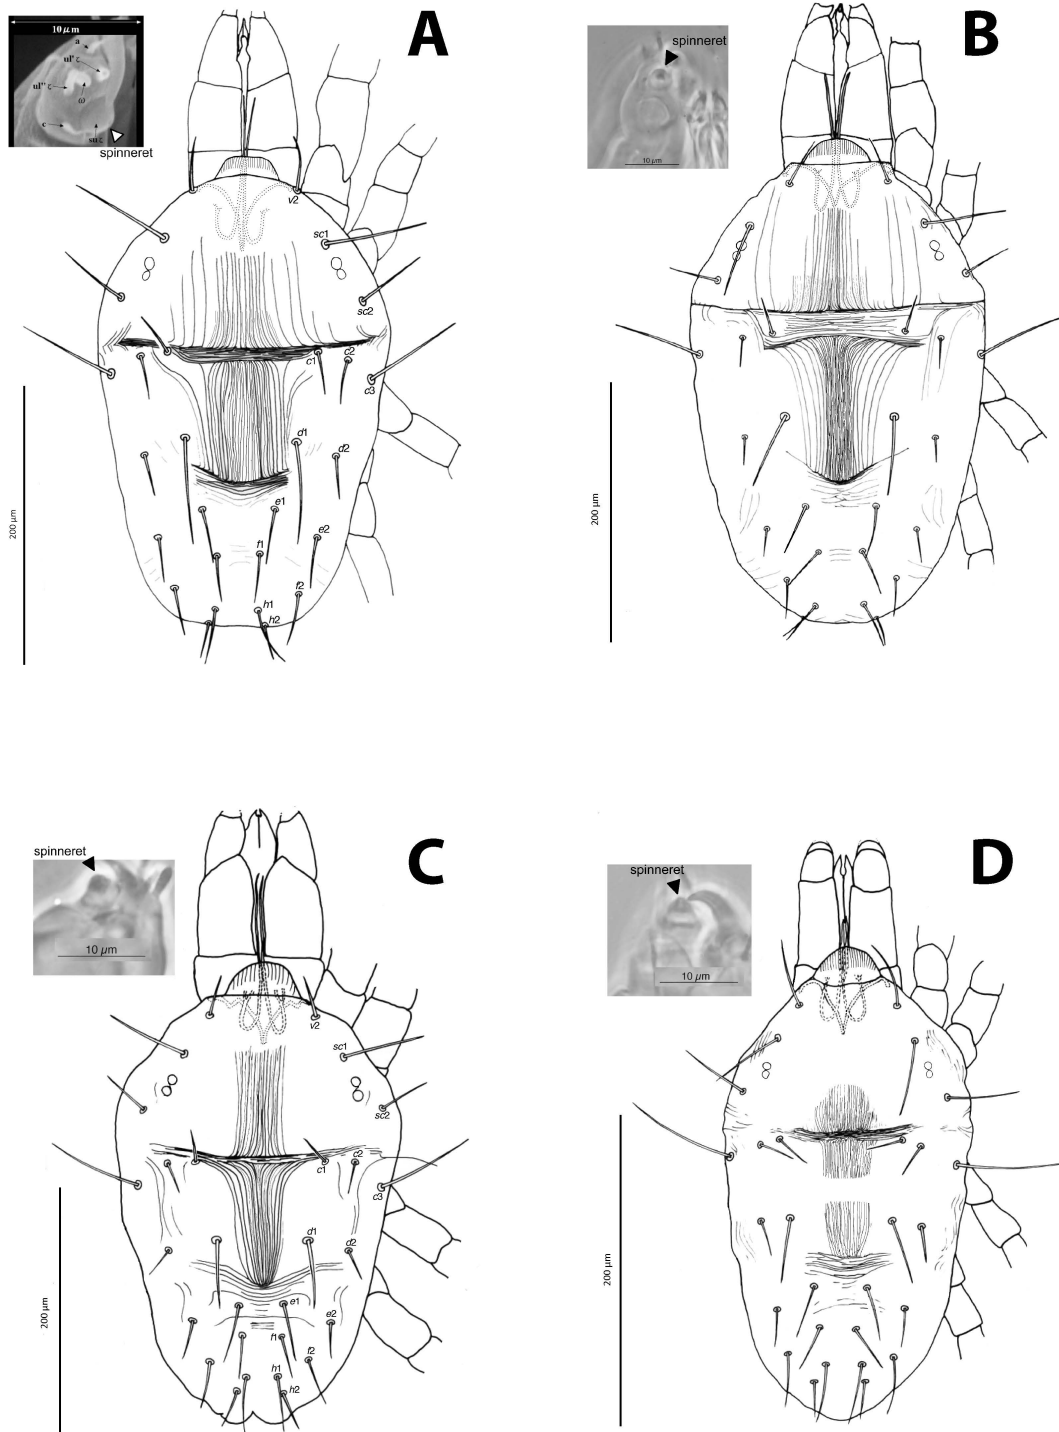 10 μm
A
a
ul' ζ
ul'' ζ
ω
c
su ζ
spinneret
v2
sc1
sc2
c1
c2
c3
d1
d2
e1
e2
f1
f2
h1
h2
200 μm
B
spinneret
10 μm
200 μm
C
spinneret
10 μm
v2
sc1
sc2
c1
c2
c3
d1
d2
e1
e2
f1
f2
h1
h2
200 μm
D
spinneret
10 μm
200 μm